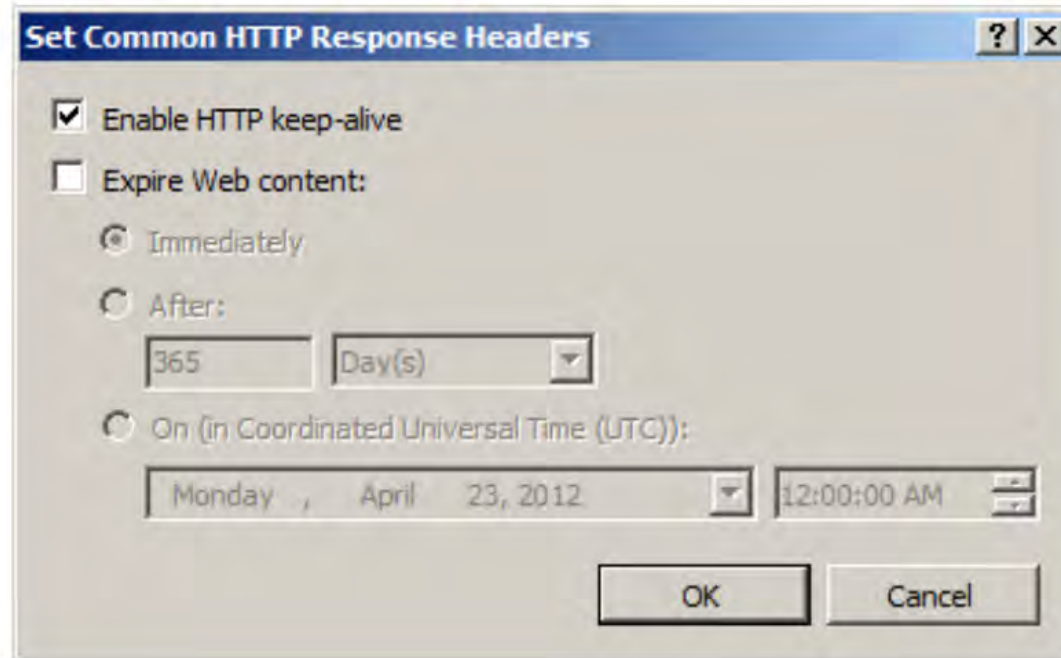 Set Common HTTP Response Headers
Enable HTTP keep-alive
Expire Web content:
Immediately
After:
365 Day(s)
On (in Coordinated Universal Time (UTC)):
Monday , April 23, 2012 12:00:00 AM
OK Cancel